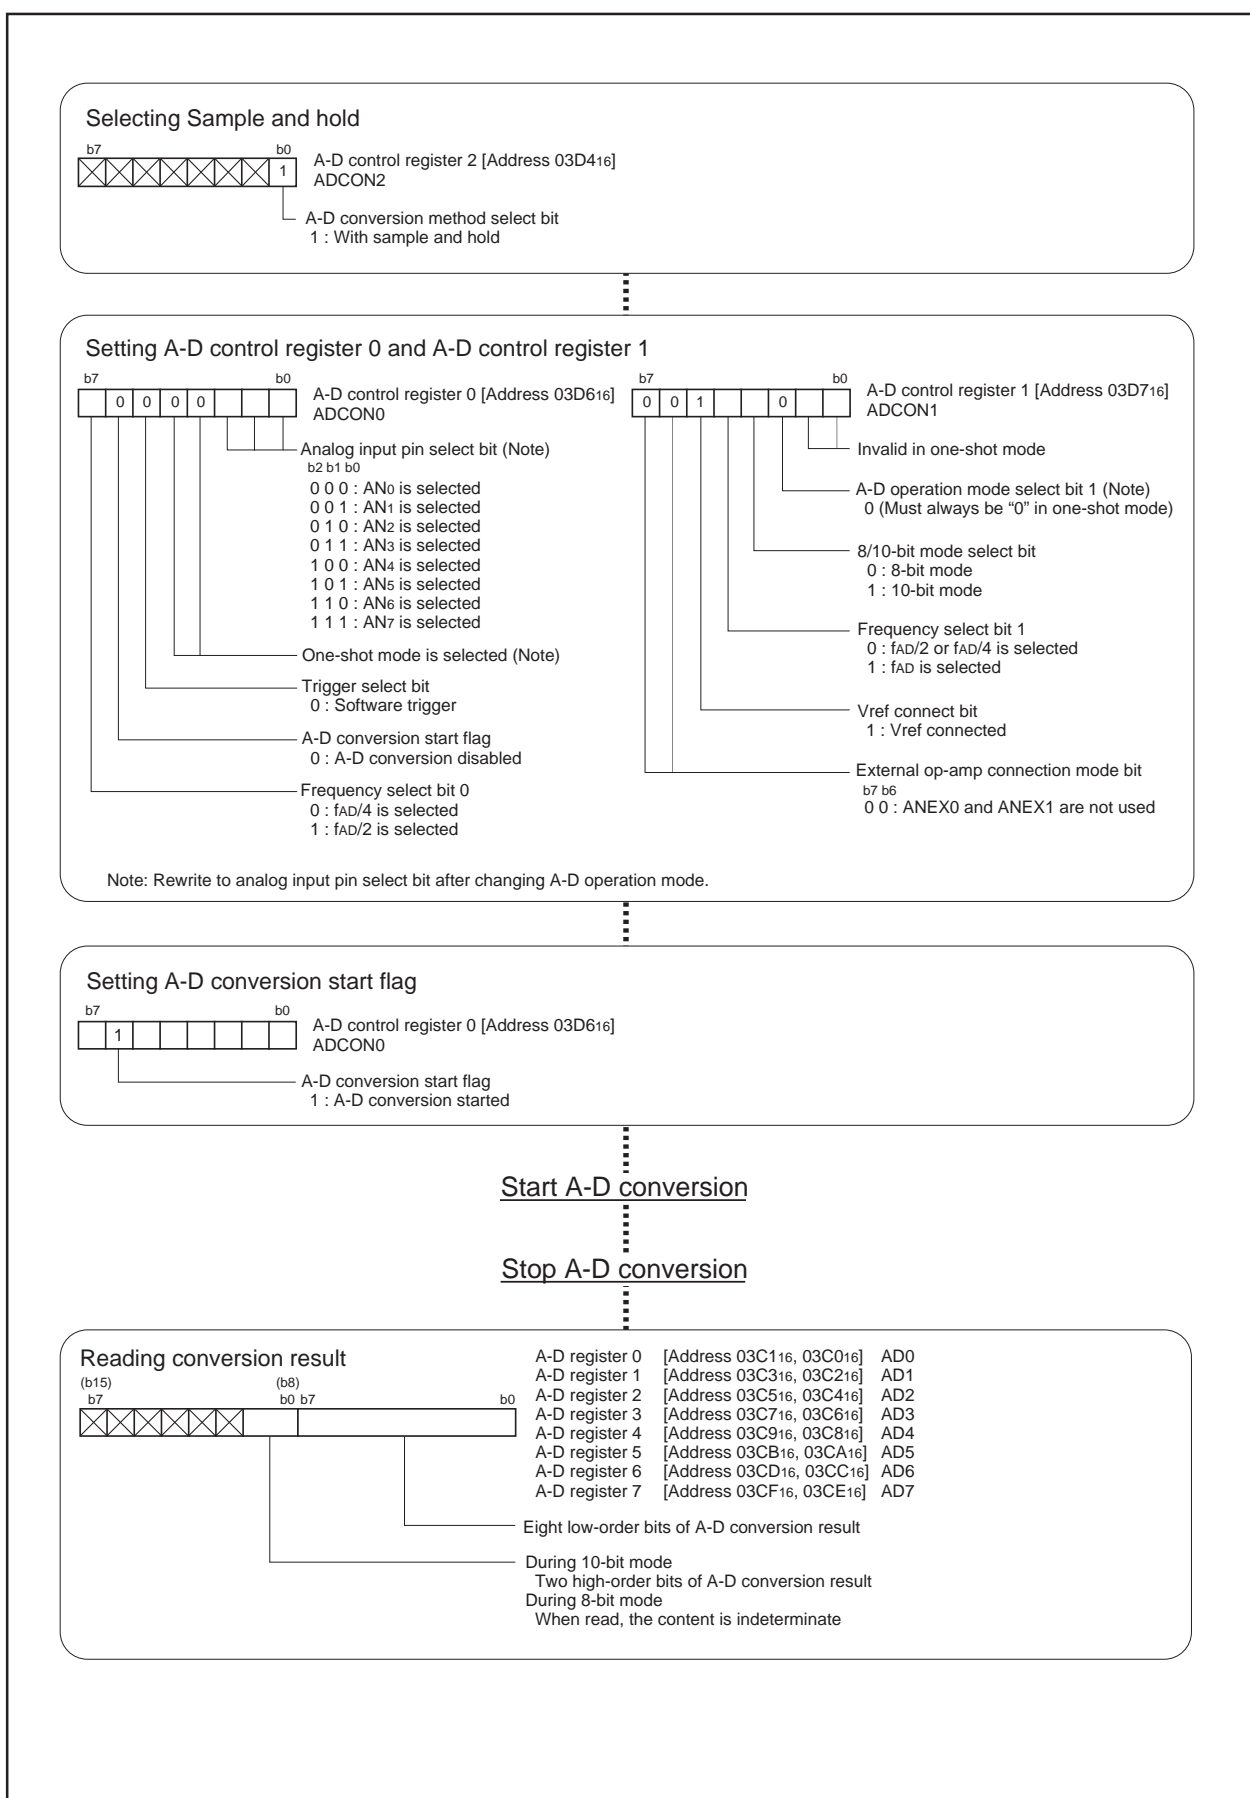 Selecting Sample and hold
b7 b0
1
A-D control register 2 [Address 03D416]
ADCON2
A-D conversion method select bit
1 : With sample and hold
Setting A-D control register 0 and A-D control register 1
b7 b0
0 0 0 0
A-D control register 0 [Address 03D616]
ADCON0
Analog input pin select bit (Note)
b2 b1 b0
0 0 0 : AN0 is selected
0 0 1 : AN1 is selected
0 1 0 : AN2 is selected
0 1 1 : AN3 is selected
1 0 0 : AN4 is selected
1 0 1 : AN5 is selected
1 1 0 : AN6 is selected
1 1 1 : AN7 is selected
One-shot mode is selected (Note)
Trigger select bit
0 : Software trigger
A-D conversion start flag
0 : A-D conversion disabled
Frequency select bit 0
0 : fAD/4 is selected
1 : fAD/2 is selected
b7 b0
0 0 1 0
A-D control register 1 [Address 03D716]
ADCON1
Invalid in one-shot mode
A-D operation mode select bit 1 (Note)
0 (Must always be “0” in one-shot mode)
8/10-bit mode select bit
0 : 8-bit mode
1 : 10-bit mode
Frequency select bit 1
0 : fAD/2 or fAD/4 is selected
1 : fAD is selected
Vref connect bit
1 : Vref connected
External op-amp connection mode bit
b7 b6
0 0 : ANEX0 and ANEX1 are not used
Note: Rewrite to analog input pin select bit after changing A-D operation mode.
Setting A-D conversion start flag
b7 b0
1
A-D control register 0 [Address 03D616]
ADCON0
A-D conversion start flag
1 : A-D conversion started
Start A-D conversion
Stop A-D conversion
Reading conversion result
(b15) (b8)
b7 b0 b7 b0
A-D register 0 [Address 03C116, 03C016] AD0
A-D register 1 [Address 03C316, 03C216] AD1
A-D register 2 [Address 03C516, 03C416] AD2
A-D register 3 [Address 03C716, 03C616] AD3
A-D register 4 [Address 03C916, 03C816] AD4
A-D register 5 [Address 03CB16, 03CA16] AD5
A-D register 6 [Address 03CD16, 03CC16] AD6
A-D register 7 [Address 03CF16, 03CE16] AD7
Eight low-order bits of A-D conversion result
During 10-bit mode
Two high-order bits of A-D conversion result
During 8-bit mode
When read, the content is indeterminate